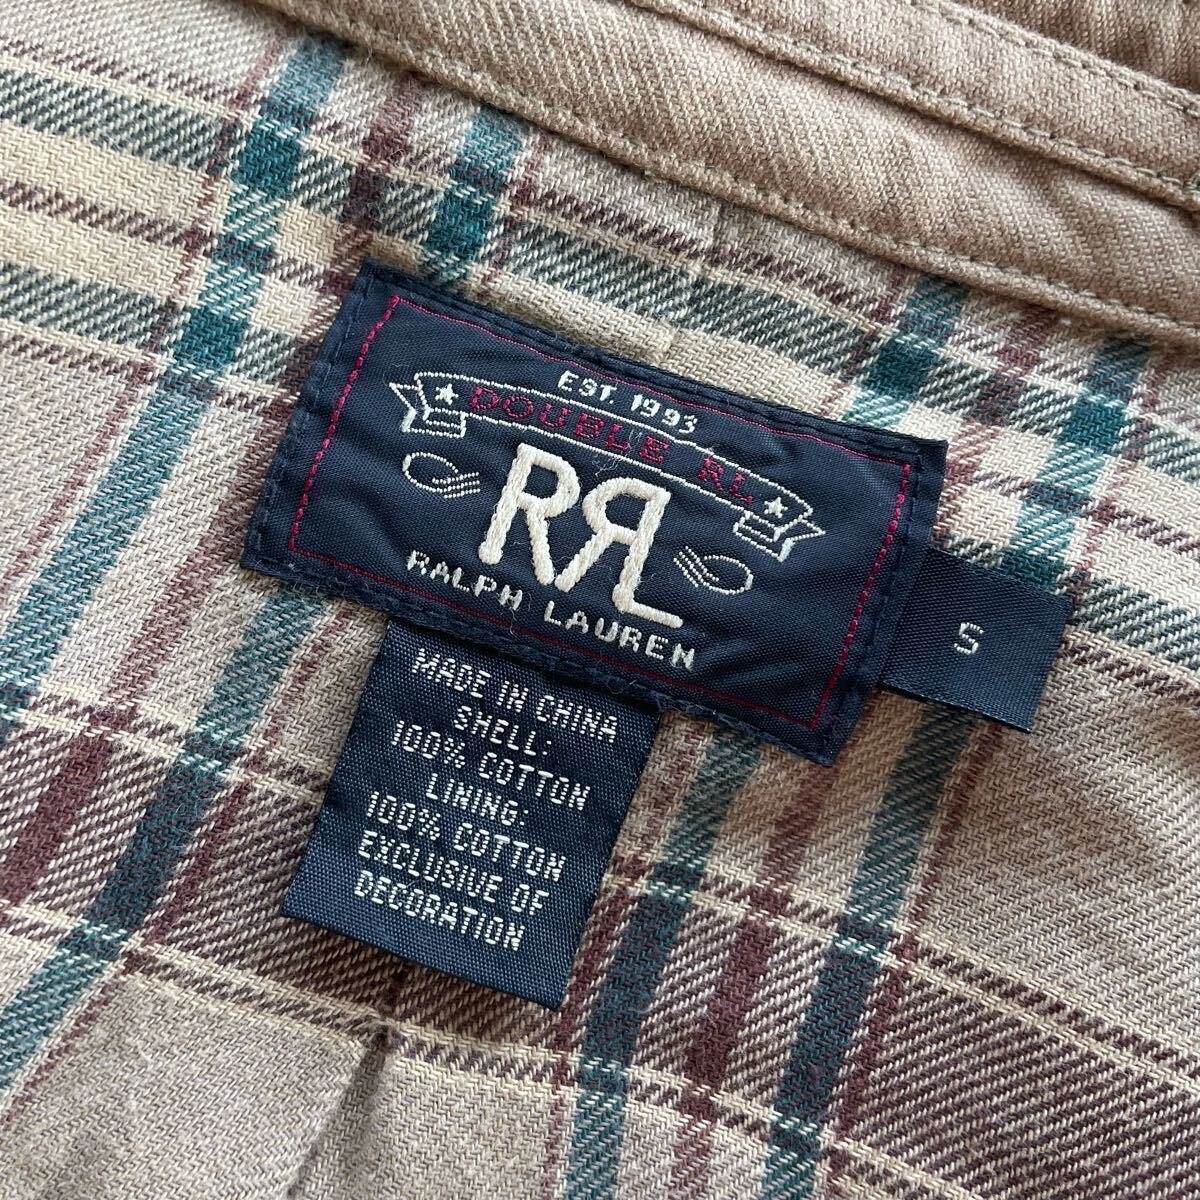 EST. 1993
DOUBLE RL
RRL
RALPH LAUREN
S
MADE IN CHINA
SHELL:
100% COTTON
LINING:
100% COTTON
EXCLUSIVE OF
DECORATION